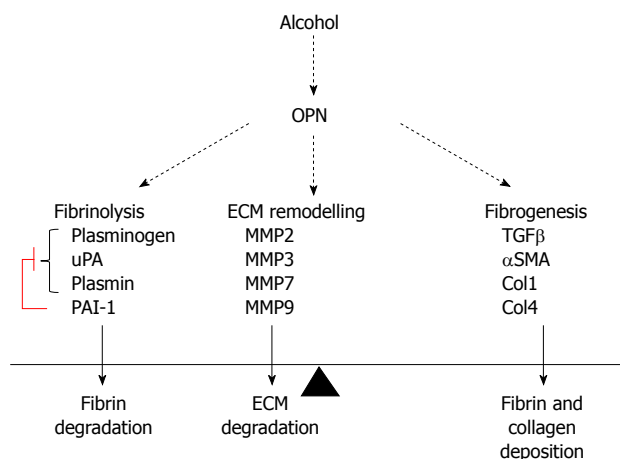 Alcohol
OPN
Fibrinolysis
Plasminogen
uPA
Plasmin
PAI-1
ECM remodelling
MMP2
MMP3
MMP7
MMP9
Fibrogenesis
TGFβ
αSMA
Col1
Col4
Fibrin
degradation
ECM
degradation
Fibrin and
collagen
deposition